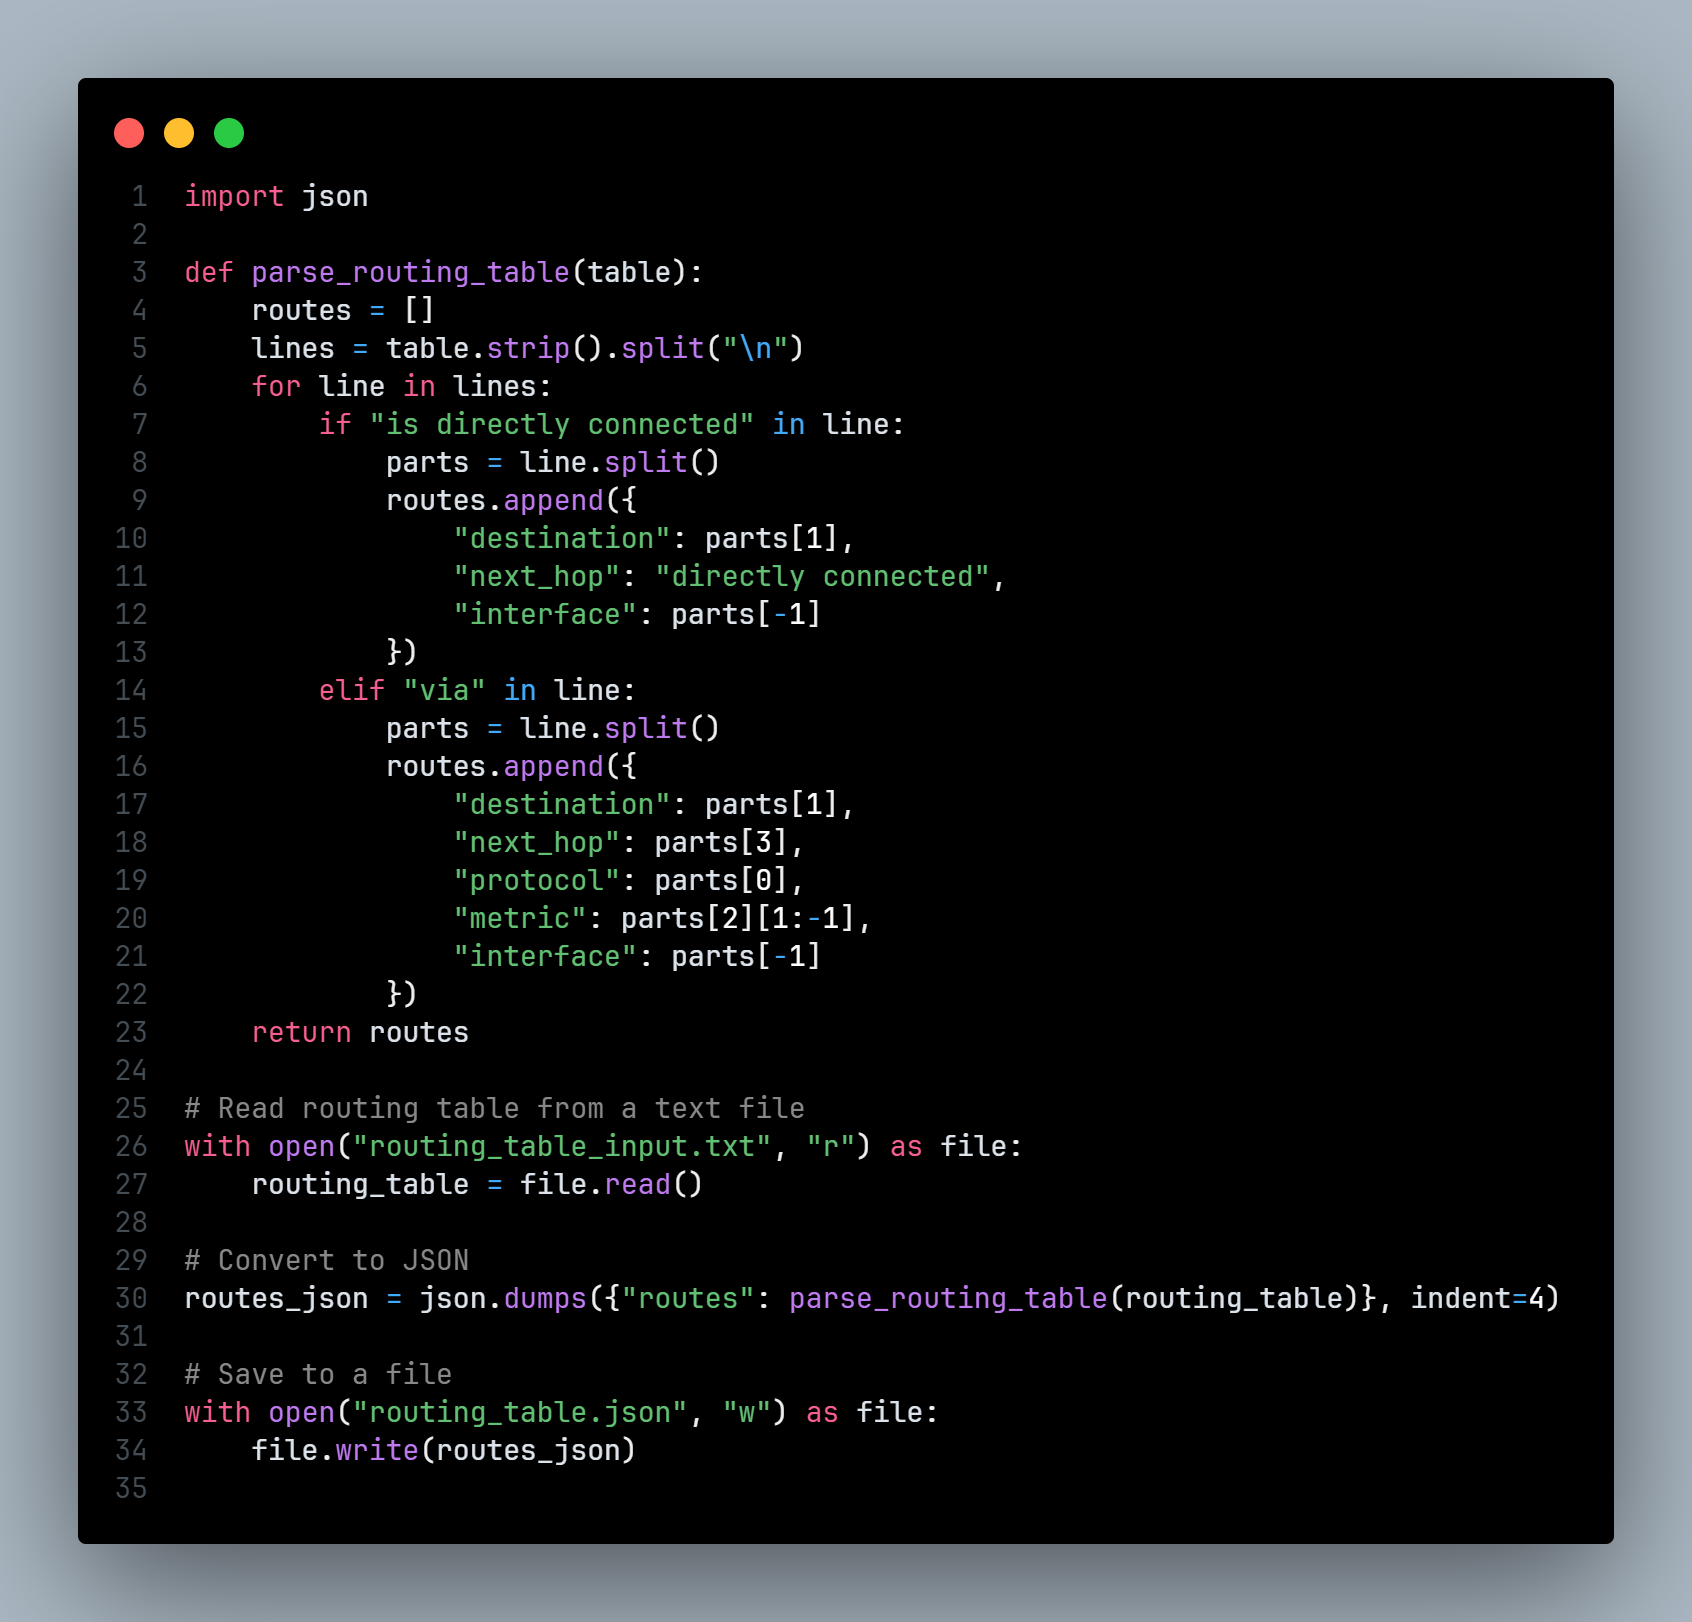 1 import json
2
3 def parse_routing_table(table):
4     routes = []
5     lines = table.strip().split("\n")
6     for line in lines:
7         if "is directly connected" in line:
8             parts = line.split()
9             routes.append({
10                 "destination": parts[1],
11                 "next_hop": "directly connected",
12                 "interface": parts[-1]
13             })
14         elif "via" in line:
15             parts = line.split()
16             routes.append({
17                 "destination": parts[1],
18                 "next_hop": parts[3],
19                 "protocol": parts[0],
20                 "metric": parts[2][1:-1],
21                 "interface": parts[-1]
22             })
23     return routes
24
25 # Read routing table from a text file
26 with open("routing_table_input.txt", "r") as file:
27     routing_table = file.read()
28
29 # Convert to JSON
30 routes_json = json.dumps({"routes": parse_routing_table(routing_table)}, indent=4)
31
32 # Save to a file
33 with open("routing_table.json", "w") as file:
34     file.write(routes_json)
35